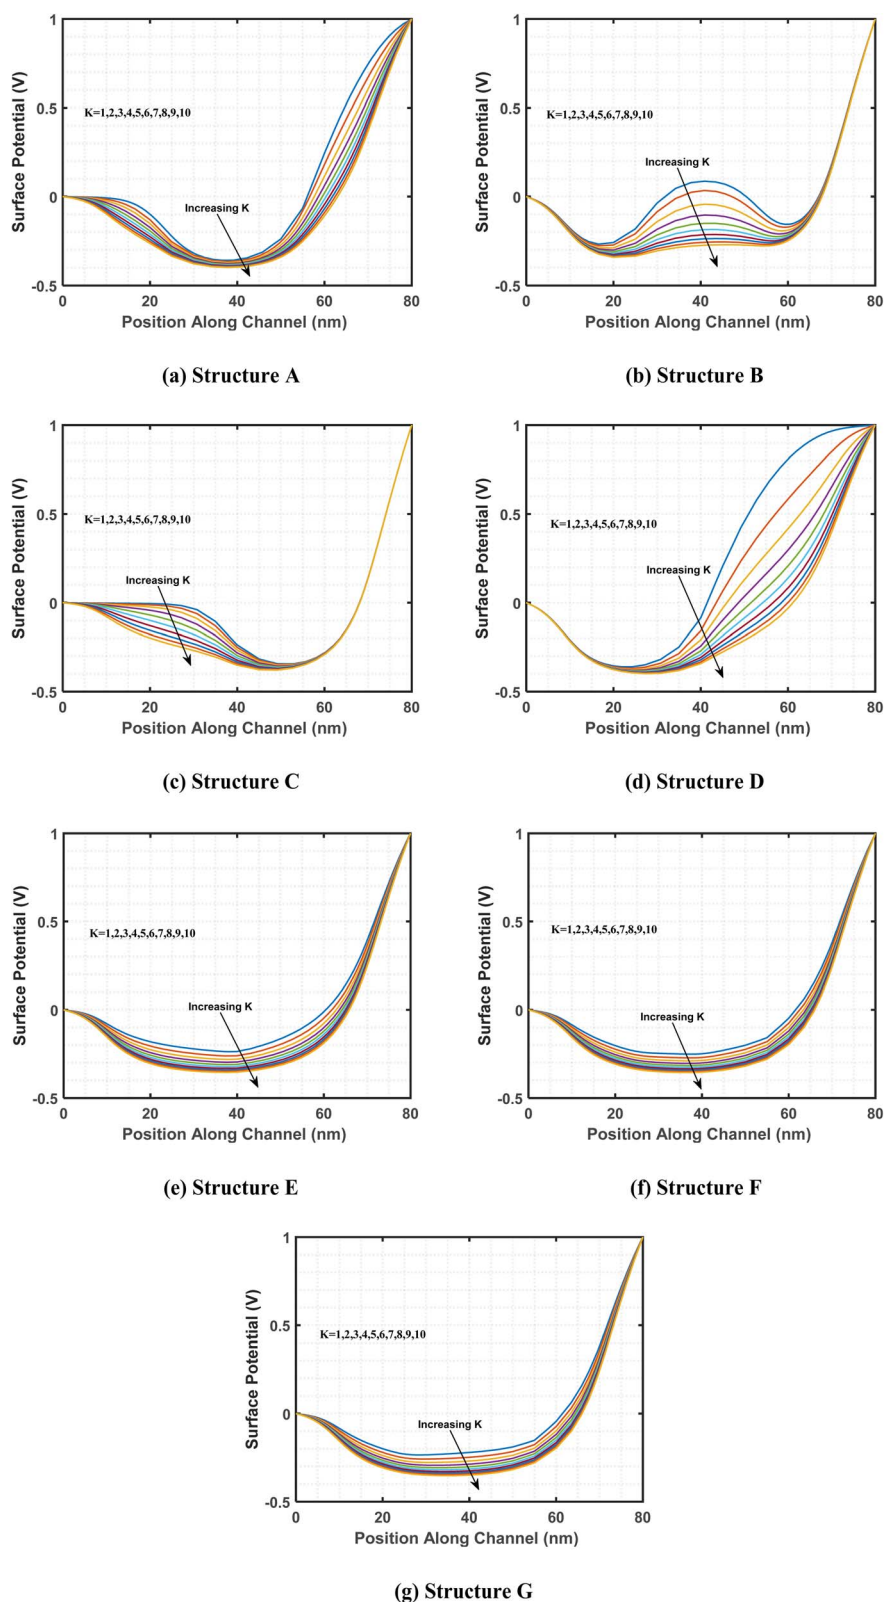 1
0.5
0
-0.5
Surface Potential (V)
K=1,2,3,4,5,6,7,8,9,10
Increasing K
0 20 40 60 80
Position Along Channel (nm)
(a) Structure A
1
0.5
0
-0.5
Surface Potential (V)
K=1,2,3,4,5,6,7,8,9,10
Increasing K
0 20 40 60 80
Position Along Channel (nm)
(b) Structure B
1
0.5
0
-0.5
Surface Potential (V)
K=1,2,3,4,5,6,7,8,9,10
Increasing K
0 20 40 60 80
Position Along Channel (nm)
(c) Structure C
1
0.5
0
-0.5
Surface Potential (V)
K=1,2,3,4,5,6,7,8,9,10
Increasing K
0 20 40 60 80
Position Along Channel (nm)
(d) Structure D
1
0.5
0
-0.5
Surface Potential (V)
K=1,2,3,4,5,6,7,8,9,10
Increasing K
0 20 40 60 80
Position Along Channel (nm)
(e) Structure E
1
0.5
0
-0.5
Surface Potential (V)
K=1,2,3,4,5,6,7,8,9,10
Increasing K
0 20 40 60 80
Position Along Channel (nm)
(f) Structure F
1
0.5
0
-0.5
Surface Potential (V)
K=1,2,3,4,5,6,7,8,9,10
Increasing K
0 20 40 60 80
Position Along Channel (nm)
(g) Structure G